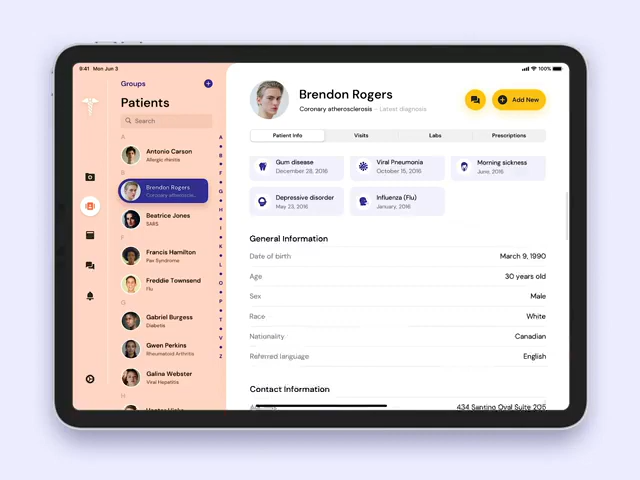 9:41 Mon Jun 3
100%
Groups
Patients
Search
A
Antonio Carson
Allergic rhenitis
B
Brendon Rogers
Coronary atheroscleros...
Beatrice Jones
SARS
F
Francis Hamilton
Pav Syndrome
Freddie Townsend
Flu
G
Gabriel Burgess
Diabetis
Gwen Perkins
Rheumatoid Arthritis
Galina Webster
Viral Hepatitis
H
A
B
F
G
H
I
K
L
O
P
T
V
Z
Brendon Rogers
Coronary atherosclerosis – Latest diagnosis
Add New
Patient Info
Visits
Labs
Prescriptions
Gum disease
December 28, 2016
Viral Pneumonia
October 15, 2016
Morning sickness
June, 2016
Depressive disorder
May 23, 2016
Influenza (Flu)
January, 2016
General Information
Date of birth March 9, 1990
Age 30 years old
Sex Male
Race White
Nationality Canadian
Referred language English
Contact Information
434 Santino Oval Suite 205